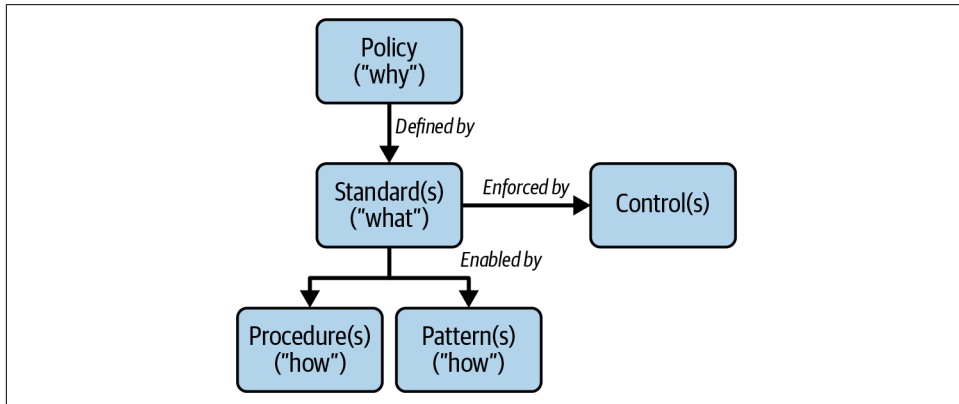 Policy
("why")
Defined by
Standard(s)
("what")
Enforced by
Control(s)
Enabled by
Procedure(s)
("how")
Pattern(s)
("how")